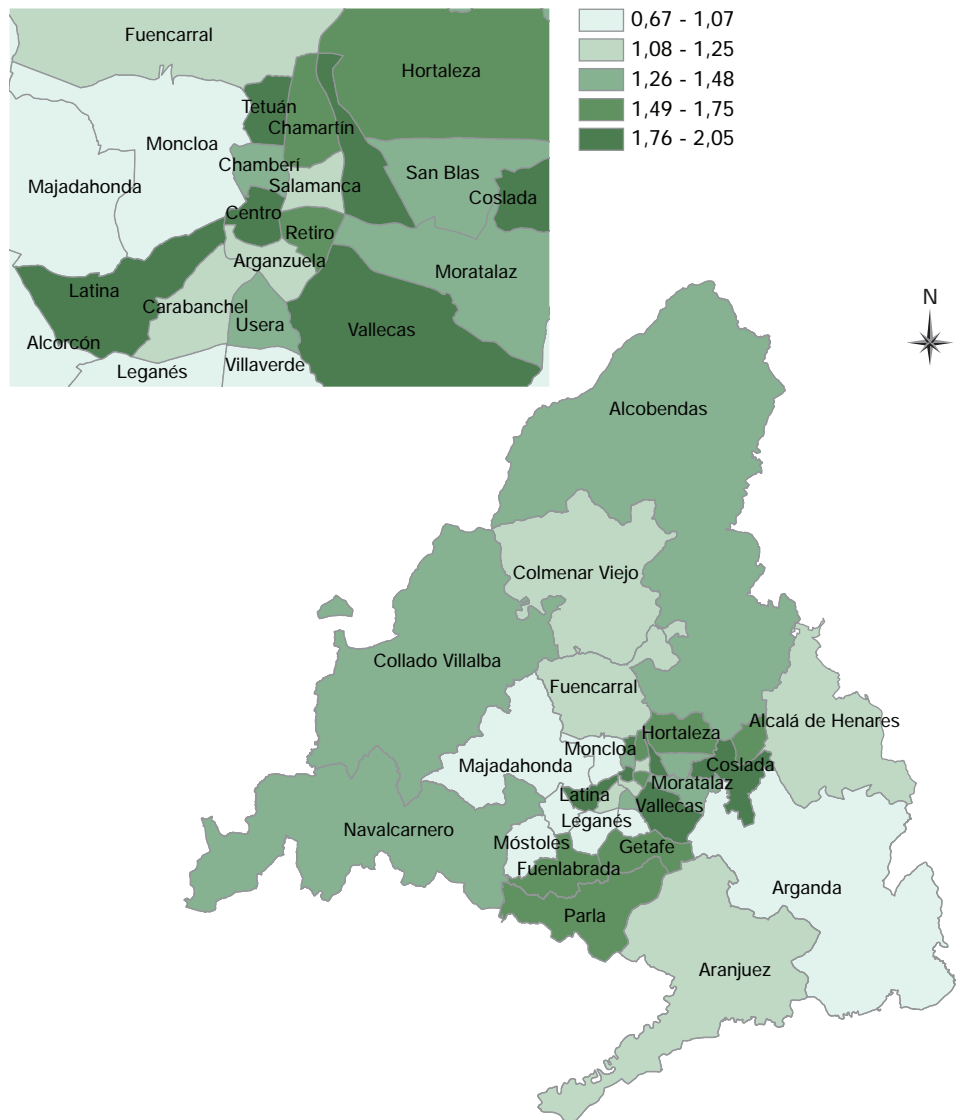 0,67 - 1,07
1,08 - 1,25
1,26 - 1,48
1,49 - 1,75
1,76 - 2,05
Fuencarral
Hortaleza
Tetuán
Chamartín
Moncloa
Chamberí
San Blas
Majadahonda
Salamanca
Coslada
Centro
Retiro
Arganzuela
Moratalaz
Latina
Carabanchel
Usera
Vallecas
Alcorcón
Leganés
Villaverde
N
Alcobendas
Colmenar Viejo
Collado Villalba
Fuencarral
Alcalá de Henares
Hortaleza
Moncloa
Majadahonda
Coslada
Moratalaz
Latina
Vallecas
Leganés
Navalcarnero
Móstoles
Getafe
Fuenlabrada
Arganda
Parla
Aranjuez